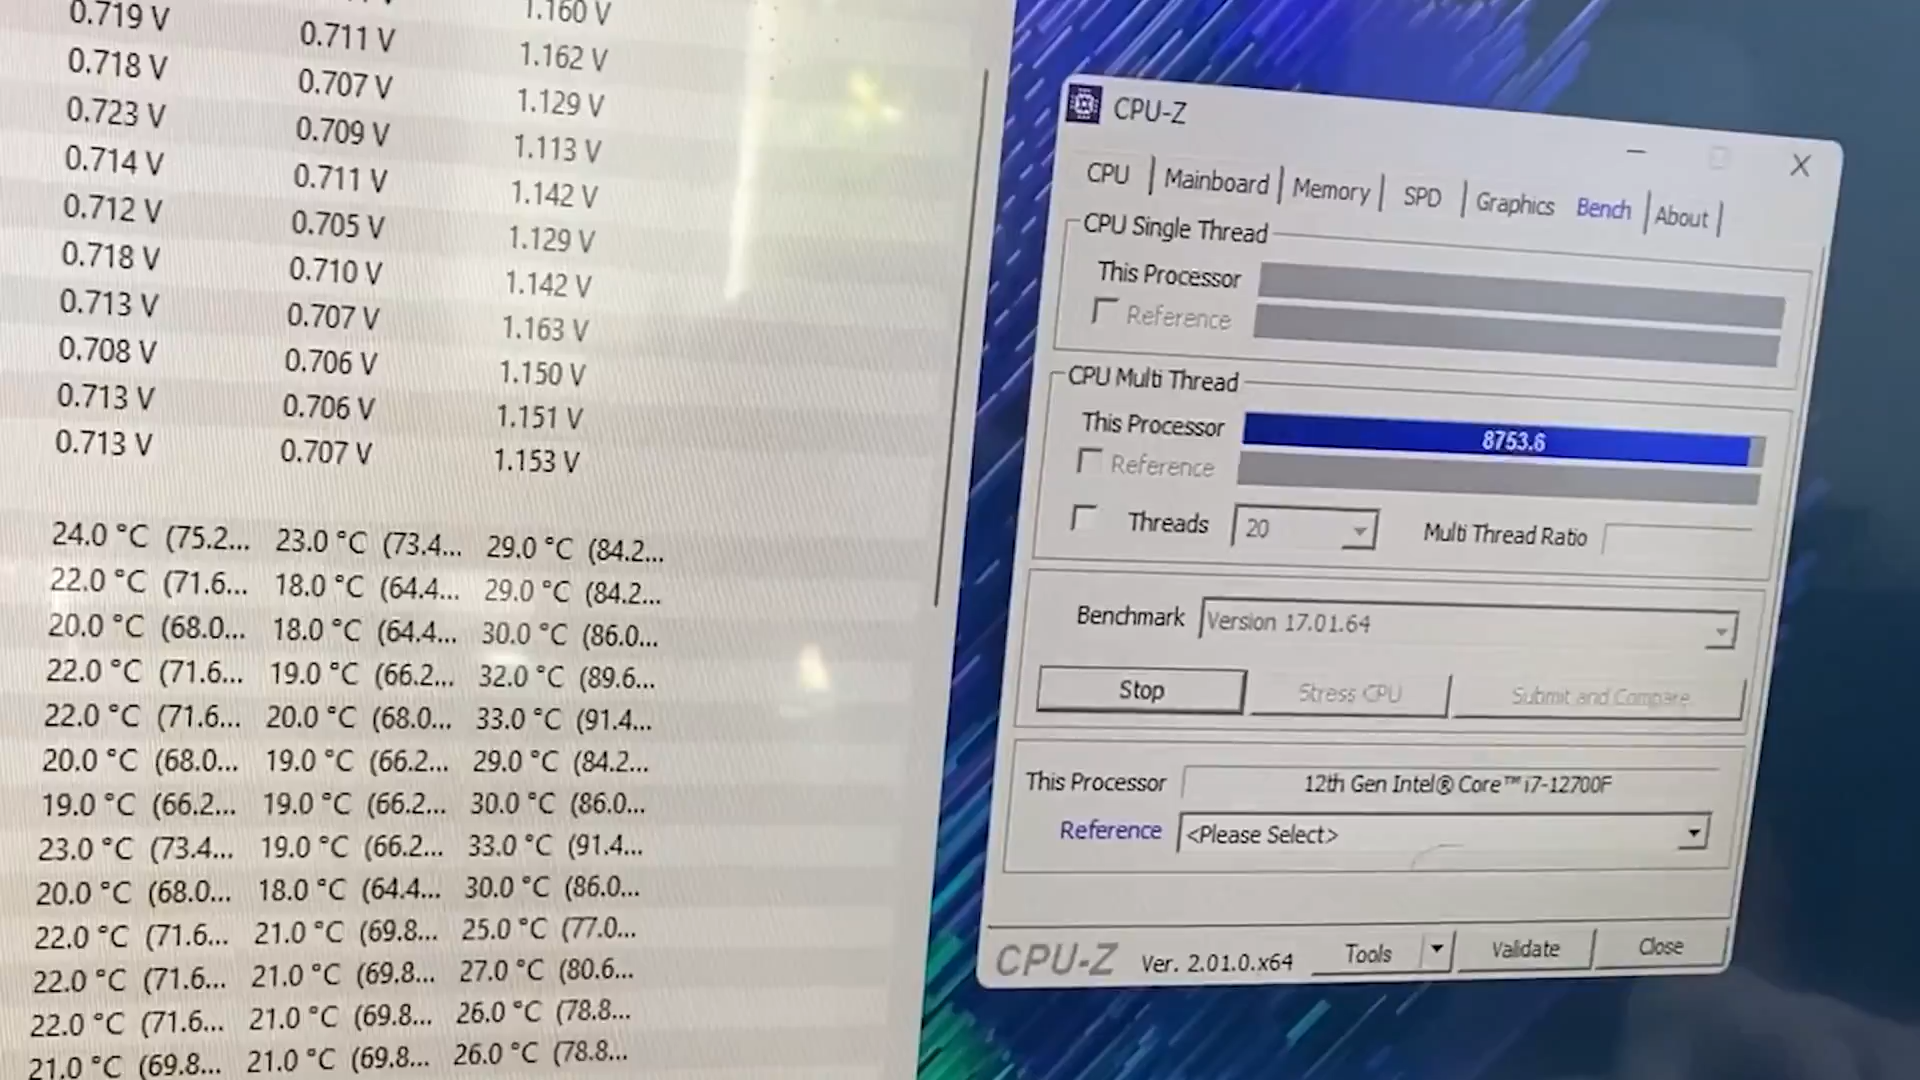 1.160 V
0.719 V 0.711 V 1.162 V
0.718 V 0.707 V 1.129 V
0.723 V 0.709 V 1.113 V
0.714 V 0.711 V 1.142 V
0.712 V 0.705 V 1.129 V
0.718 V 0.710 V 1.142 V
0.713 V 0.707 V 1.163 V
0.708 V 0.706 V 1.150 V
0.713 V 0.706 V 1.151 V
0.713 V 0.707 V 1.153 V
24.0 °C (75.2... 23.0 °C (73.4... 29.0 °C (84.2...
22.0 °C (71.6... 18.0 °C (64.4... 29.0 °C (84.2...
20.0 °C (68.0... 18.0 °C (64.4... 30.0 °C (86.0...
22.0 °C (71.6... 19.0 °C (66.2... 32.0 °C (89.6...
22.0 °C (71.6... 20.0 °C (68.0... 33.0 °C (91.4...
20.0 °C (68.0... 19.0 °C (66.2... 29.0 °C (84.2...
19.0 °C (66.2... 19.0 °C (66.2... 30.0 °C (86.0...
23.0 °C (73.4... 19.0 °C (66.2... 33.0 °C (91.4...
20.0 °C (68.0... 18.0 °C (64.4... 30.0 °C (86.0...
22.0 °C (71.6... 21.0 °C (69.8... 25.0 °C (77.0...
22.0 °C (71.6... 21.0 °C (69.8... 27.0 °C (80.6...
22.0 °C (71.6... 21.0 °C (69.8... 26.0 °C (78.8...
21.0 °C (69.8... 21.0 °C (69.8... 26.0 °C (78.8...
CPU-Z
CPU Mainboard Memory SPD Graphics Bench About
CPU Single Thread
This Processor
Reference
CPU Multi Thread
This Processor 8753.6
Reference
Threads 20 Multi Thread Ratio
Benchmark Version 17.01.64
Stop Stress CPU Submit and Compare
This Processor 12th Gen Intel® Core™ i7-12700F
Reference <Please Select>
CPU-Z Ver. 2.01.0.x64 Tools Validate Close